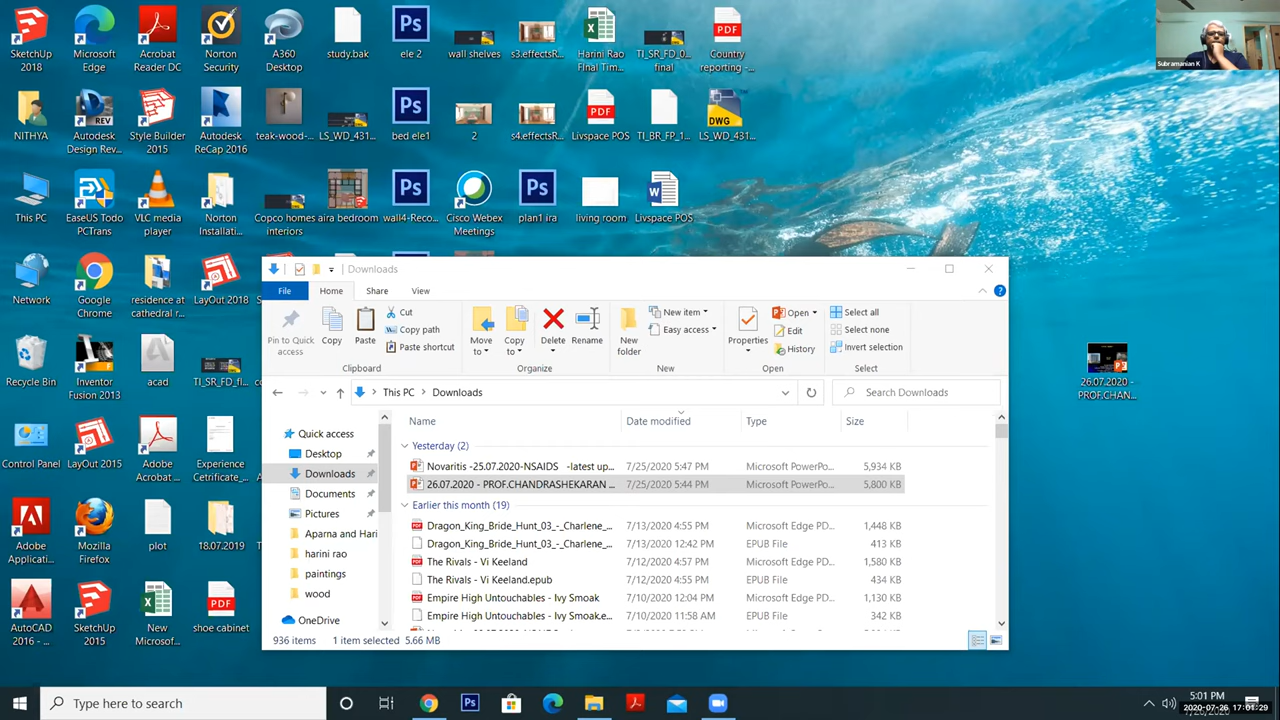 SketchUp 2018
Microsoft Edge
Acrobat Reader DC
Norton Security
A360 Desktop
study.bak
ele 2
wall shelves
s3.effectsR...
Harini Rao FInal Tim...
TI_SR_FD_0... final
Country reporting -...
Subramanian K
NITHYA
Autodesk Design Rev...
Style Builder 2015
Autodesk ReCap 2016
teak-wood-...
LS_WD_431...
bed ele1
2
s4.effectsR...
Livspace POS
TI_BR_FP_1...
LS_WD_431...
This PC
EaseUS Todo PCTrans
VLC media player
Norton Installati...
Copco homes interiors
aira bedroom
wall4-Reco...
Cisco Webex Meetings
plan1 ira
living room
Livspace POS
Network
Google Chrome
residence at cathedral r...
LayOut 2018
Recycle Bin
Inventor Fusion 2013
acad
TI_SR_FD_fl...
Control Panel
LayOut 2015
Adobe Acrobat
Experience Cetrtificate_...
Adobe Applicati...
Mozilla Firefox
plot
18.07.2019
AutoCAD 2016 - ...
SketchUp 2015
New Microsof...
shoe cabinet
26.07.2020 - PROF.CHAN...
Downloads
File Home Share View
Pin to Quick access
Copy
Paste
Cut
Copy path
Paste shortcut
Clipboard
Move to
Copy to
Delete
Rename
Organize
New folder
New item
Easy access
New
Properties
Open
Edit
History
Open
Select all
Select none
Invert selection
Select
This PC Downloads
Search Downloads
Quick access
Desktop
Downloads
Documents
Pictures
Aparna and Hari
harini rao
paintings
wood
OneDrive
Name Date modified Type Size
Yesterday (2)
Novaritis -25.07.2020-NSAIDS -latest up... 7/25/2020 5:47 PM Microsoft PowerPo... 5,934 KB
26.07.2020 - PROF.CHANDRASHEKARAN ... 7/25/2020 5:44 PM Microsoft PowerPo... 5,800 KB
Earlier this month (19)
Dragon_King_Bride_Hunt_03_-_Charlene_... 7/13/2020 4:55 PM Microsoft Edge PD... 1,448 KB
Dragon_King_Bride_Hunt_03_-_Charlene_... 7/13/2020 12:42 PM EPUB File 413 KB
The Rivals - Vi Keeland 7/12/2020 4:57 PM Microsoft Edge PD... 1,580 KB
The Rivals - Vi Keeland.epub 7/12/2020 4:55 PM EPUB File 434 KB
Empire High Untouchables - Ivy Smoak 7/10/2020 12:04 PM Microsoft Edge PD... 1,130 KB
Empire High Untouchables - Ivy Smoak.e... 7/10/2020 11:58 AM EPUB File 342 KB
936 items 1 item selected 5.66 MB
Type here to search
5:01 PM
2020-07-26 17:01:29